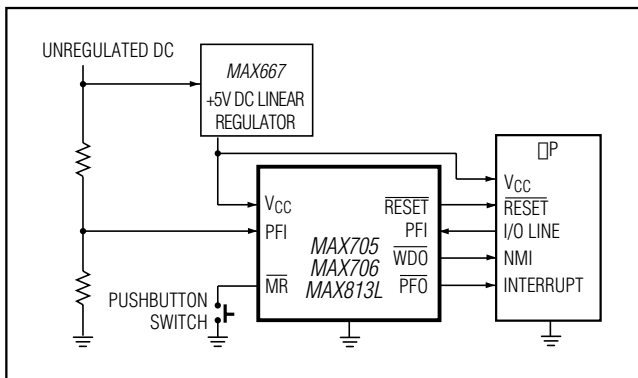 UNREGULATED DC
MAX667
+5V DC LINEAR
REGULATOR
□P
VCC
VCC
RESET
RESET
PFI
PFI
I/O LINE
MAX705
WDO
NMI
MAX706
MR
MAX813L
PFO
INTERRUPT
PUSHBUTTON
SWITCH